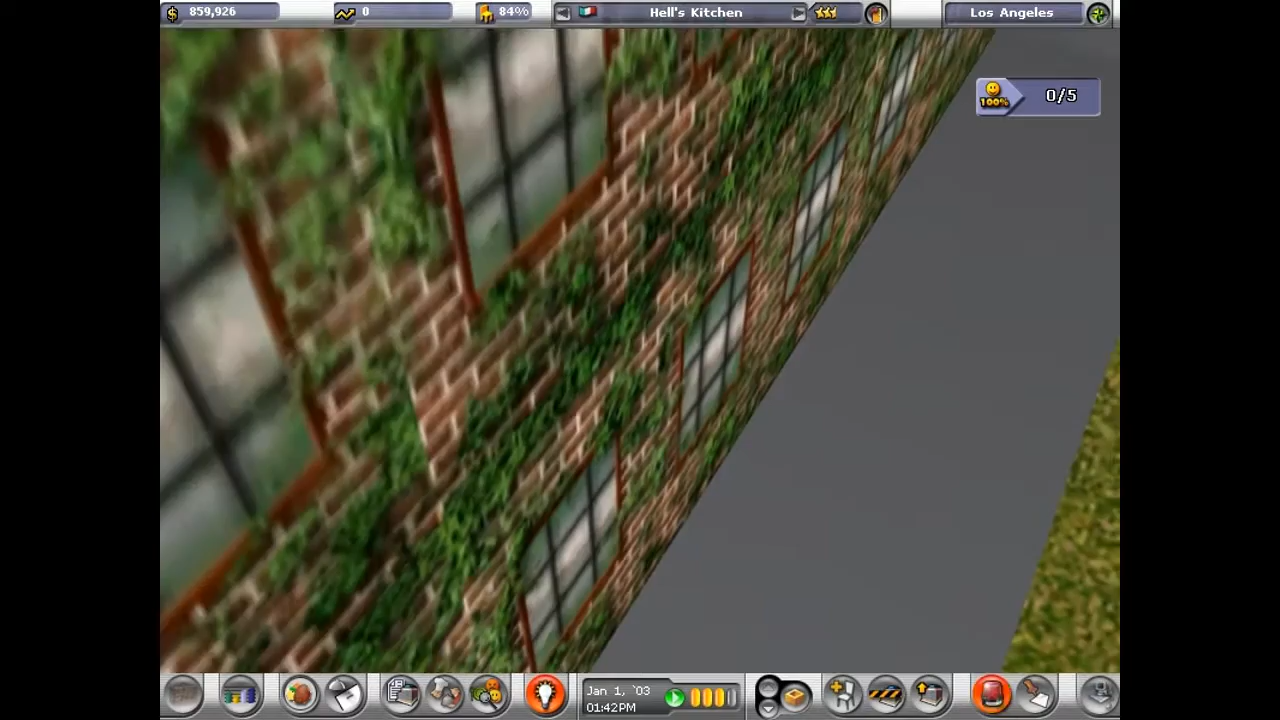 859,926
0
84%
Hell's Kitchen
Los Angeles
100%
0/5
Jan 1, `03
01:42PM